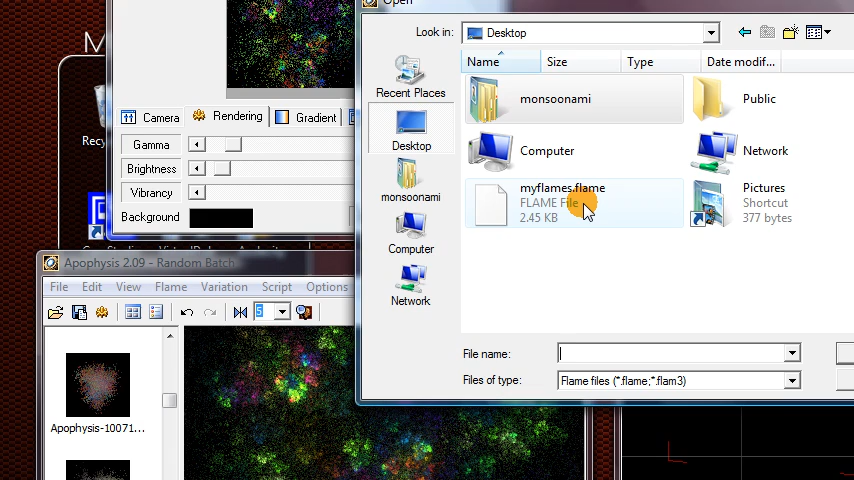 Open
Look in: Desktop
Name Size Type Date modif...
Recent Places
Desktop
monsoonami
Computer
Network
monsoonami
Public
Computer
Network
myflames.flame
FLAME File
2.45 KB
Pictures
Shortcut
377 bytes
File name:
Files of type: Flame files (*.flame;*.flam3)
M
Recy
Camera Rendering Gradient
Gamma
Brightness
Vibrancy
Background
Apophysis 2.09 - Random Batch
File Edit View Flame Variation Script Options
5
Apophysis-10071...